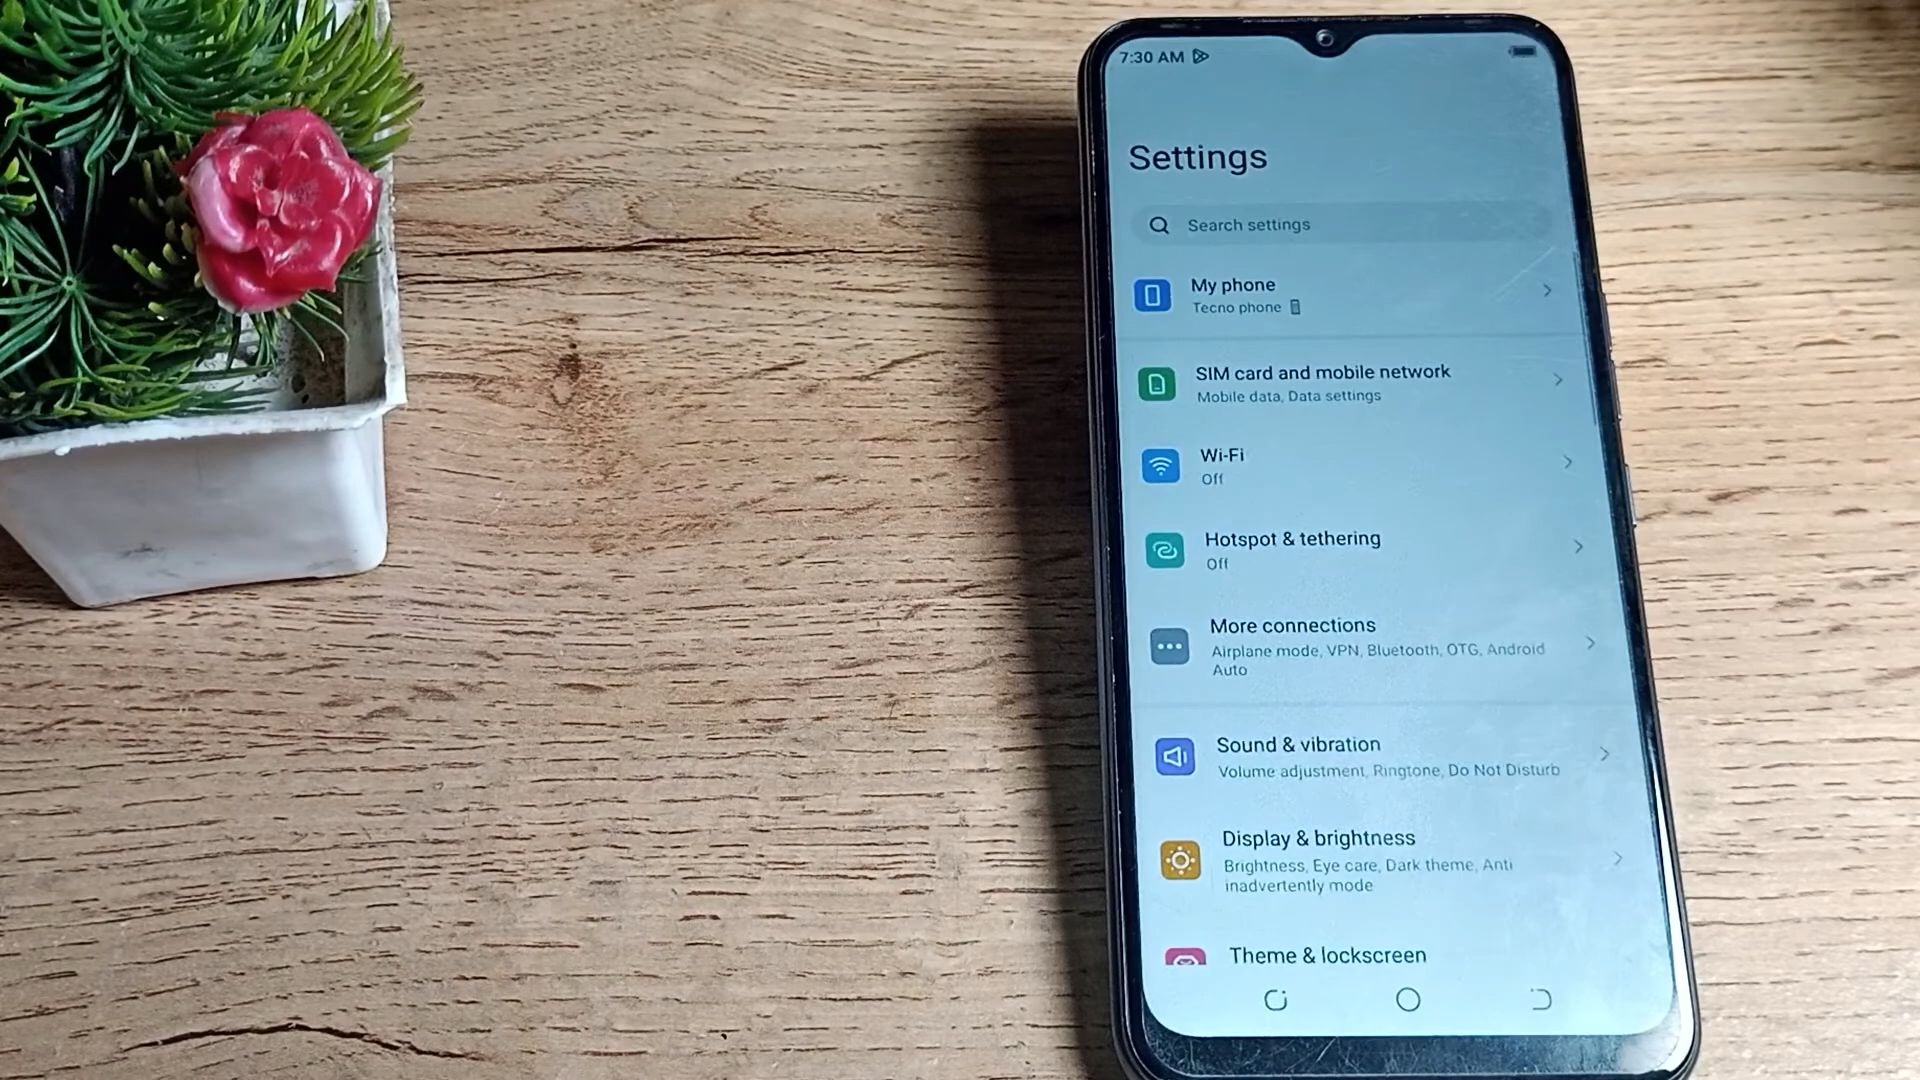 7:30 AM
Settings
Search settings
My phone
Tecno phone
SIM card and mobile network
Mobile data, Data settings
Wi-Fi
Off
Hotspot & tethering
Off
More connections
Airplane mode, VPN, Bluetooth, OTG, Android
Auto
Sound & vibration
Volume adjustment, Ringtone, Do Not Disturb
Display & brightness
Brightness, Eye care, Dark theme, Anti
inadvertently mode
Theme & lockscreen